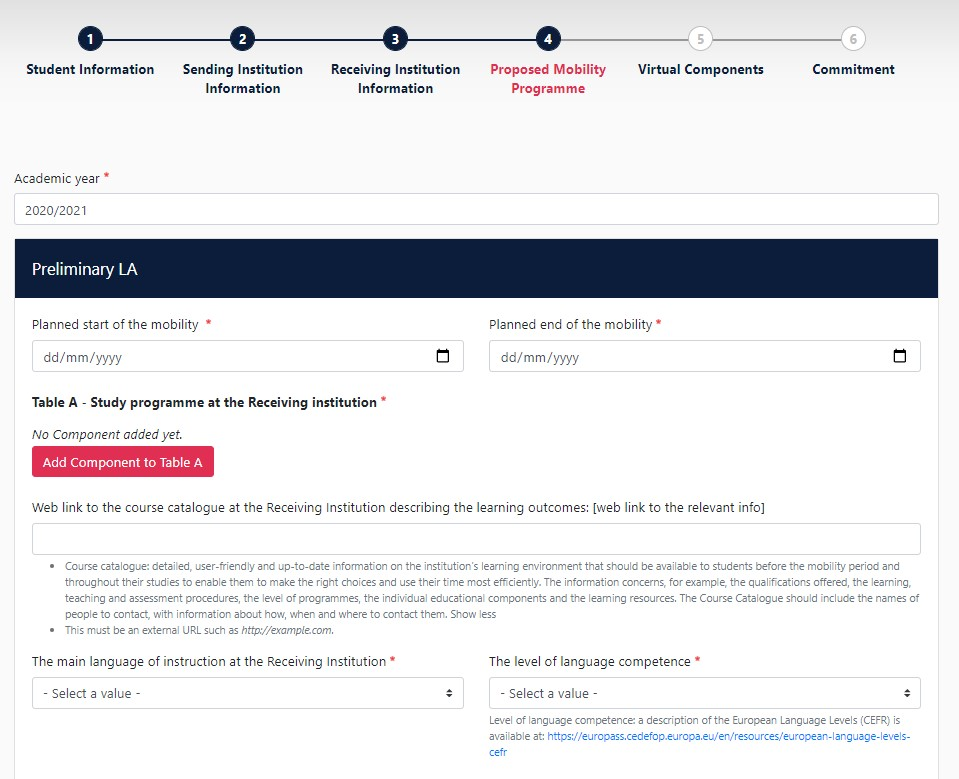 1 2 3 4 5 6
Student Information Sending Institution Receiving Institution Proposed Mobility Virtual Components Commitment
Information Information Programme
Academic year *
2020/2021
Preliminary LA
Planned start of the mobility * Planned end of the mobility *
dd/mm/yyyy dd/mm/yyyy
Table A - Study programme at the Receiving institution *
No Component added yet.
Add Component to Table A
Web link to the course catalogue at the Receiving Institution describing the learning outcomes: [web link to the relevant info]
• Course catalogue: detailed, user-friendly and up-to-date information on the institution's learning environment that should be available to students before the mobility period and
throughout their studies to enable them to make the right choices and use their time most efficiently. The information concerns, for example, the qualifications offered, the learning,
teaching and assessment procedures, the level of programmes, the individual educational components and the learning resources. The Course Catalogue should include the names of
people to contact, with information about how, when and where to contact them. Show less
• This must be an external URL such as http://example.com.
The main language of instruction at the Receiving Institution * The level of language competence *
- Select a value - - Select a value -
Level of language competence: a description of the European Language Levels (CEFR) is
available at: https://europass.cedefop.europa.eu/en/resources/european-language-levels-
cefr